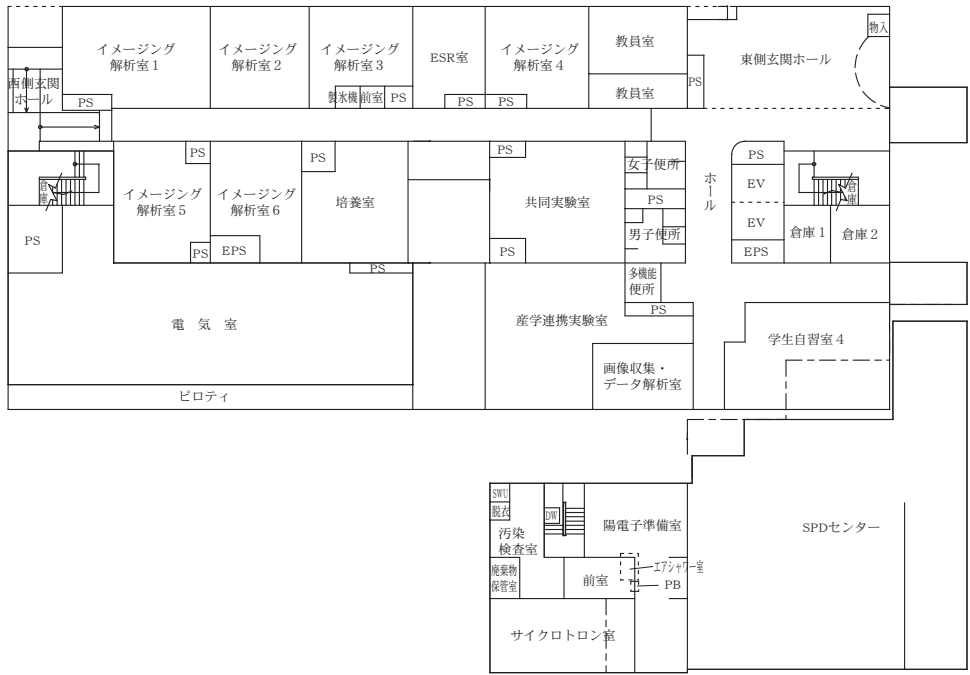 イメージング
解析室１
イメージング
解析室２
イメージング
解析室３
ESR室
イメージング
解析室４
教員室
教員室
東側玄関ホール
物入
西側玄関
ホール
PS
製氷機
前室
PS
PS
PS
PS
倉庫
PS
PS
イメージング
解析室５
PS
イメージング
解析室６
EPS
PS
培養室
PS
共同実験室
PS
女子便所
PS
男子便所
ホール
PS
EV
EV
EPS
倉庫
倉庫１
倉庫２
PS
電　気　室
産学連携実験室
多機能
便所
PS
画像収集・
データ解析室
学生自習室４
ピロティ
SWU
脱衣
汚染
検査室
DW
陽電子準備室
SPDセンター
廃棄物
保管室
前室
エアシャワー室
PB
サイクロトロン室